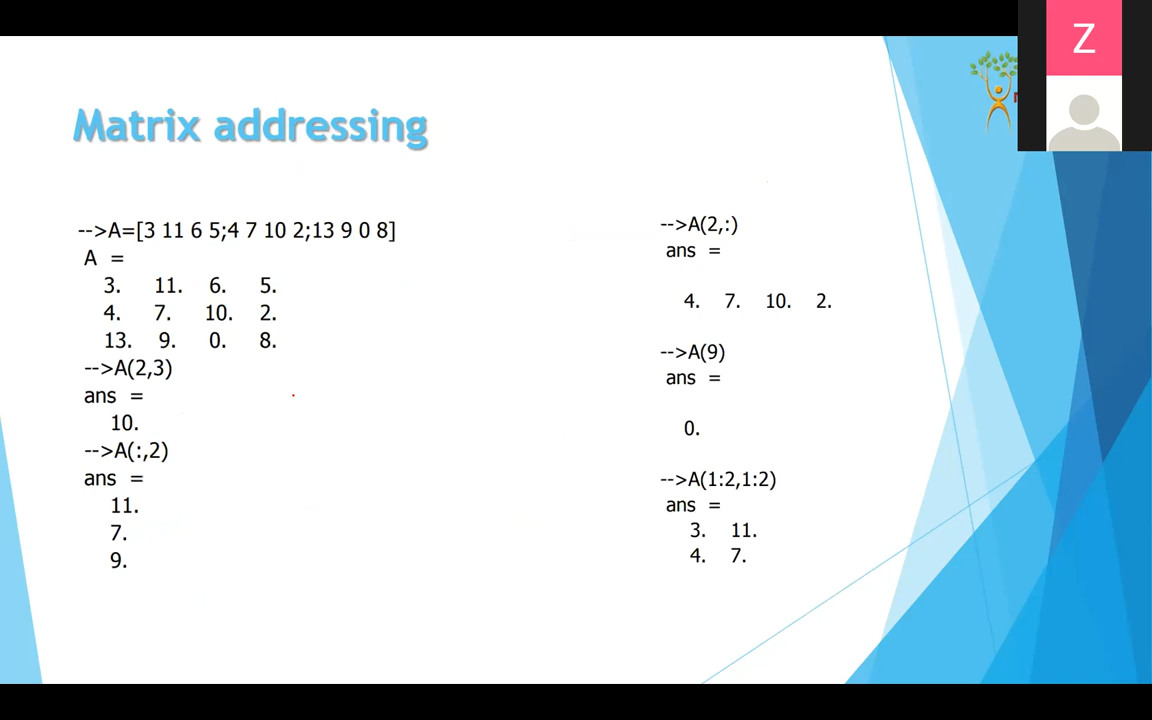 Z
Matrix addressing
-->A=[3 11 6 5;4 7 10 2;13 9 0 8]
A =
3. 11. 6. 5.
4. 7. 10. 2.
13. 9. 0. 8.
-->A(2,3)
ans =
10.
-->A(:,2)
ans =
11.
7.
9.
-->A(2,:)
ans =
4. 7. 10. 2.
-->A(9)
ans =
0.
-->A(1:2,1:2)
ans =
3. 11.
4. 7.